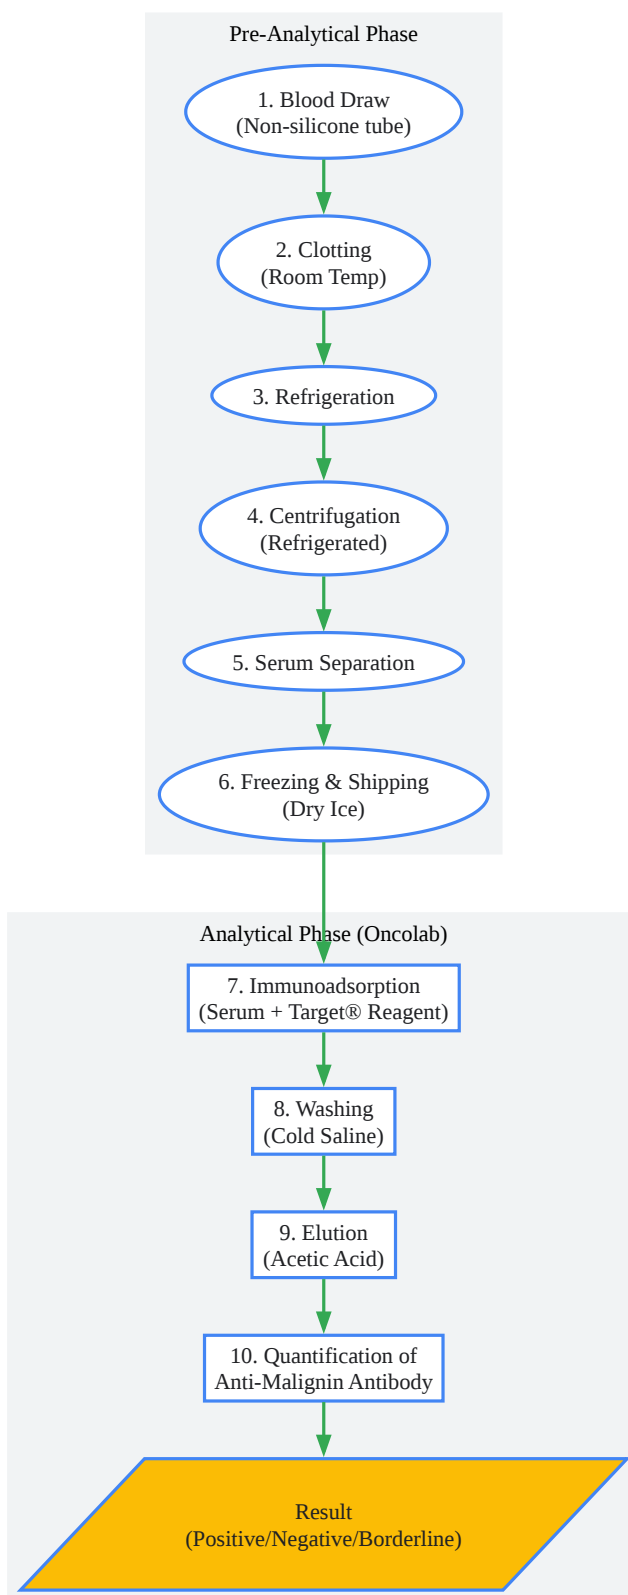 Pre-Analytical Phase
1. Blood Draw
(Non-silicone tube)
2. Clotting
(Room Temp)
3. Refrigeration
4. Centrifugation
(Refrigerated)
5. Serum Separation
6. Freezing & Shipping
(Dry Ice)
Analytical Phase (Oncolab)
7. Immunoadsorption
(Serum + Target® Reagent)
8. Washing
(Cold Saline)
9. Elution
(Acetic Acid)
10. Quantification of
Anti-Malignin Antibody
Result
(Positive/Negative/Borderline)